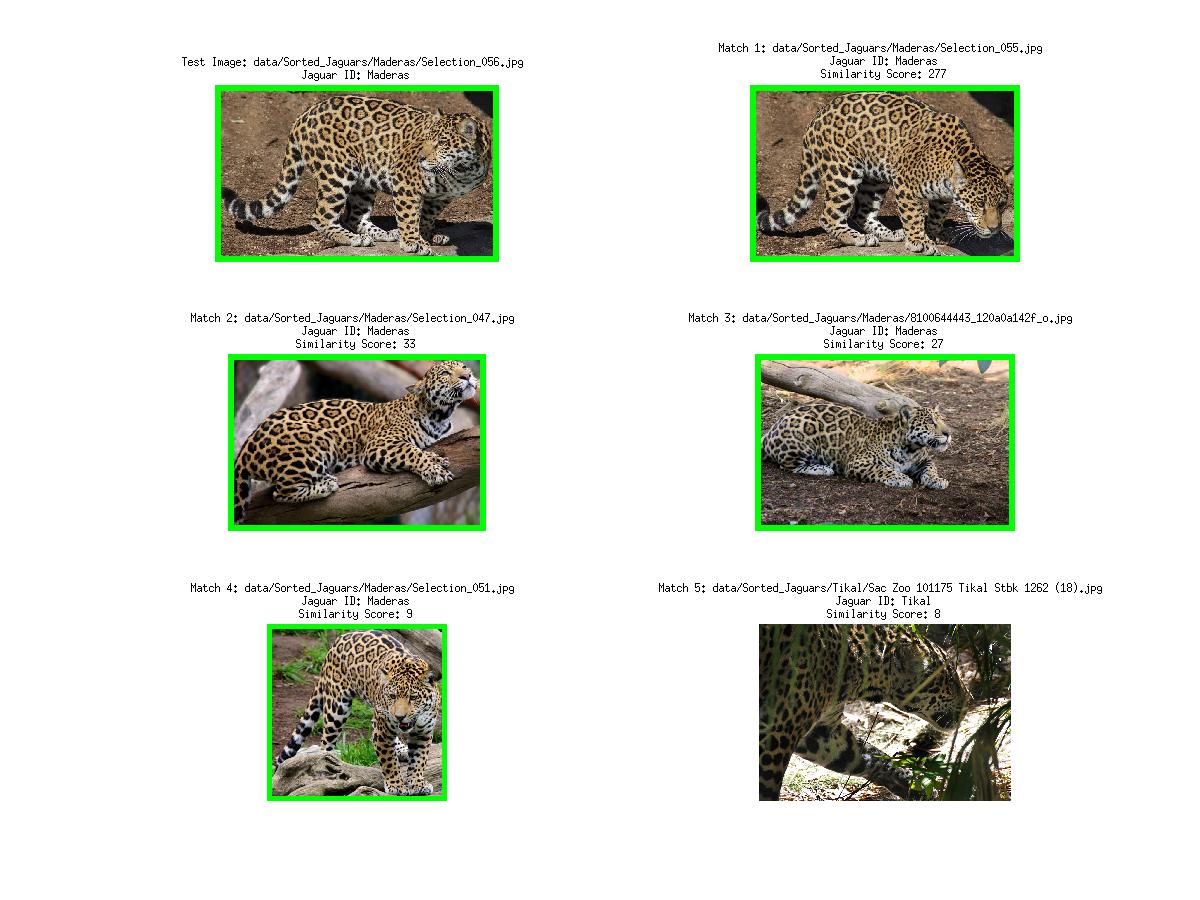 Test Image: data/Sorted_Jaguars/Maderas/Selection_056.jpg
Jaguar ID: Maderas
Match 1: data/Sorted_Jaguars/Maderas/Selection_055.jpg
Jaguar ID: Maderas
Similarity Score: 277
Match 2: data/Sorted_Jaguars/Maderas/Selection_047.jpg
Jaguar ID: Maderas
Similarity Score: 33
Match 3: data/Sorted_Jaguars/Maderas/8100644443_120a0a142f_o.jpg
Jaguar ID: Maderas
Similarity Score: 27
Match 4: data/Sorted_Jaguars/Maderas/Selection_051.jpg
Jaguar ID: Maderas
Similarity Score: 9
Match 5: data/Sorted_Jaguars/Tikal/Sac Zoo 101175 Tikal Stbk 1262 (18).jpg
Jaguar ID: Tikal
Similarity Score: 8